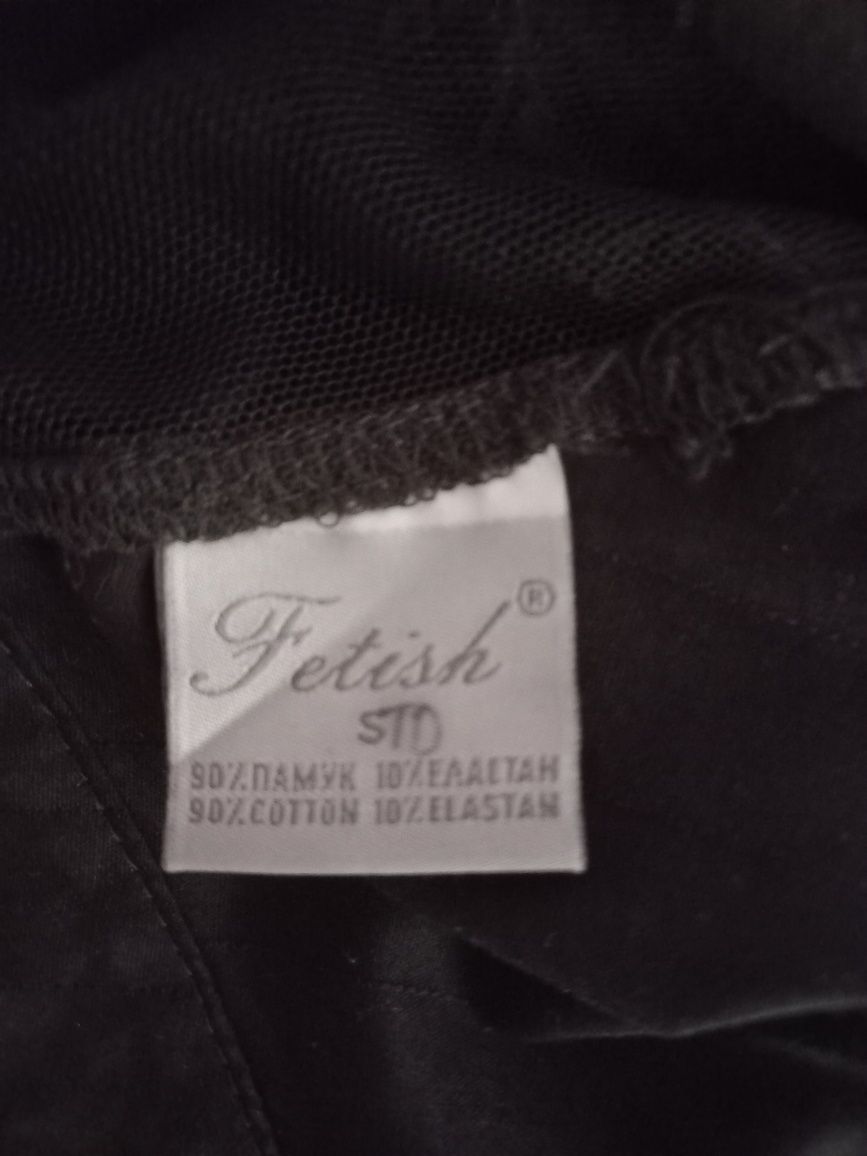 Fetish ®
STD
90% ПАМУК 10% ЕЛАСТАН
90% COTTON 10% ELASTAN